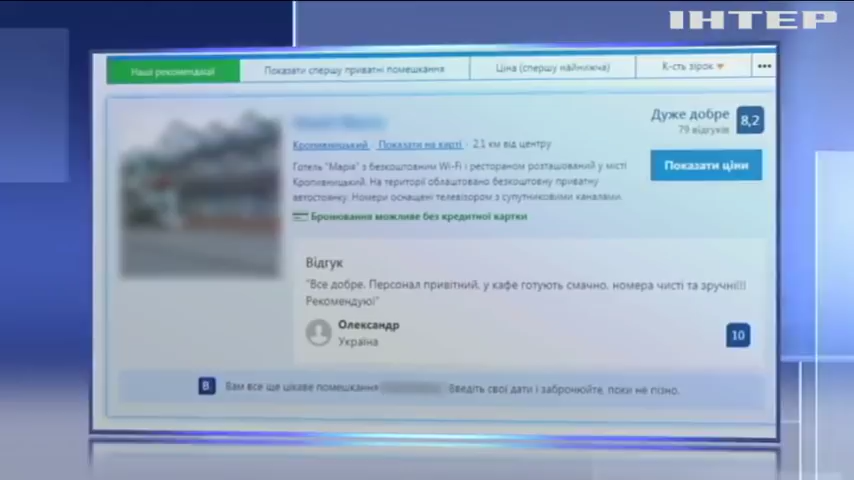 ІНТЕР
Наші рекомендації
Показати спершу приватні помешкання
Ціна (спершу найнижча)
К-сть зірок
Дуже добре 8,2
79 відгуків
Кропивницький Показати на карті - 2,1 км від центру
Показати ціни
Готель "Марія" з безкоштовним Wi-Fi і рестораном розташований у місті
Кропивницький. На території облаштовано безкоштовну приватну
автостоянку. Номери оснащені телевізором з супутниковими каналами.
Бронювання можливе без кредитної картки
Відгук
"Все добре. Персонал привітний, у кафе готують смачно, номера чисті та зручні!!!
Рекомендую!"
Олександр
Україна
10
B. Вам все ще цікаве помешкання Введіть свої дати і забронюйте, поки не пізно.